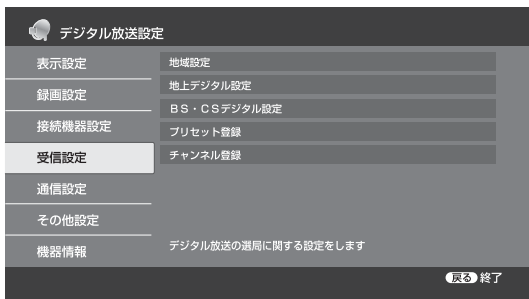 デジタル放送設定
表示設定
録画設定
接続機器設定
受信設定
通信設定
その他設定
機器情報
地域設定
地上デジタル設定
BS・CSデジタル設定
プリセット登録
チャンネル登録
デジタル放送の選局に関する設定をします
戻る 終了